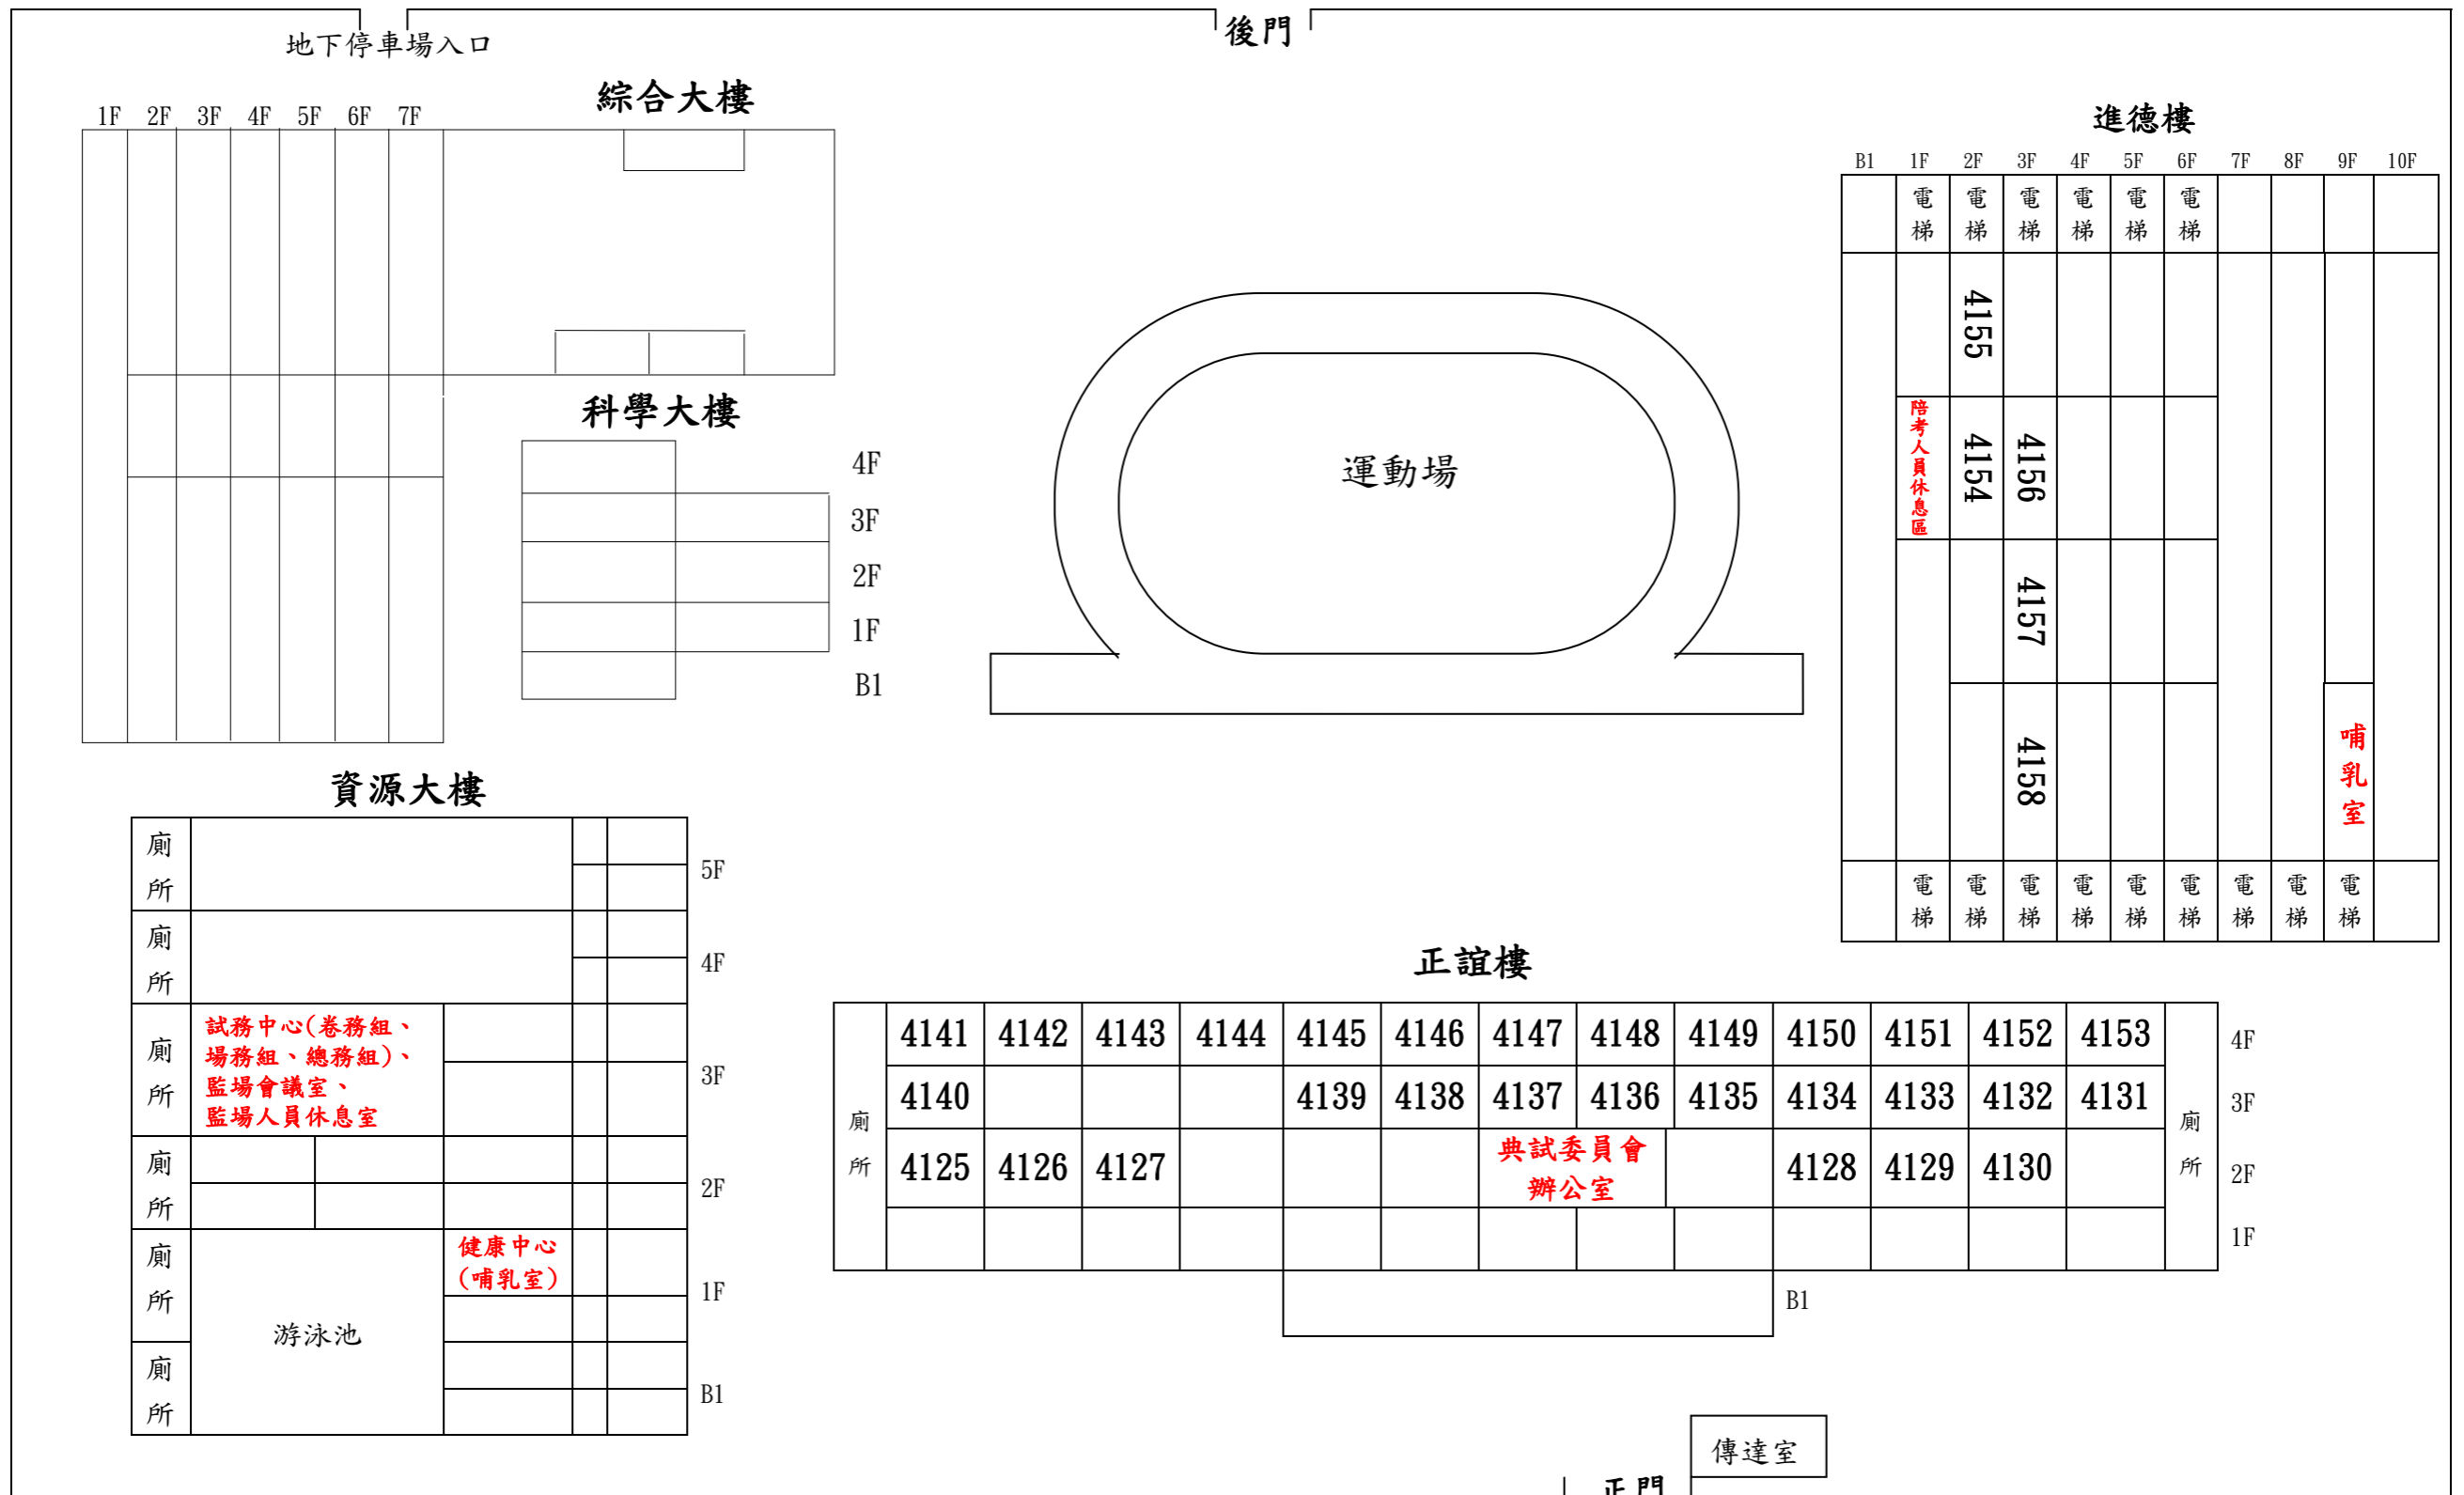 後門
地下停車場入口
綜合大樓
1F 2F 3F 4F 5F 6F 7F
科學大樓
4F
3F
2F
1F
B1
運動場
進德樓
B1 1F 2F 3F 4F 5F 6F 7F 8F 9F 10F
電梯 電梯 電梯 電梯 電梯 電梯
4155
陪考人員休息區 4154 4156
4157
4158 哺乳室
電梯 電梯 電梯 電梯 電梯 電梯 電梯 電梯 電梯
資源大樓
廁所 5F
廁所 4F
廁所
試務中心(卷務組、
場務組、總務組)、
監場會議室、
監場人員休息室
3F
廁所 2F
廁所
健康中心
(哺乳室)
1F
游泳池
廁所 B1
正誼樓
4141 4142 4143 4144 4145 4146 4147 4148 4149 4150 4151 4152 4153 4F
4140 4139 4138 4137 4136 4135 4134 4133 4132 4131 3F
廁所 4125 4126 4127
典試委員會
辦公室
4128 4129 4130 廁所 2F
1F
B1
傳達室
正門